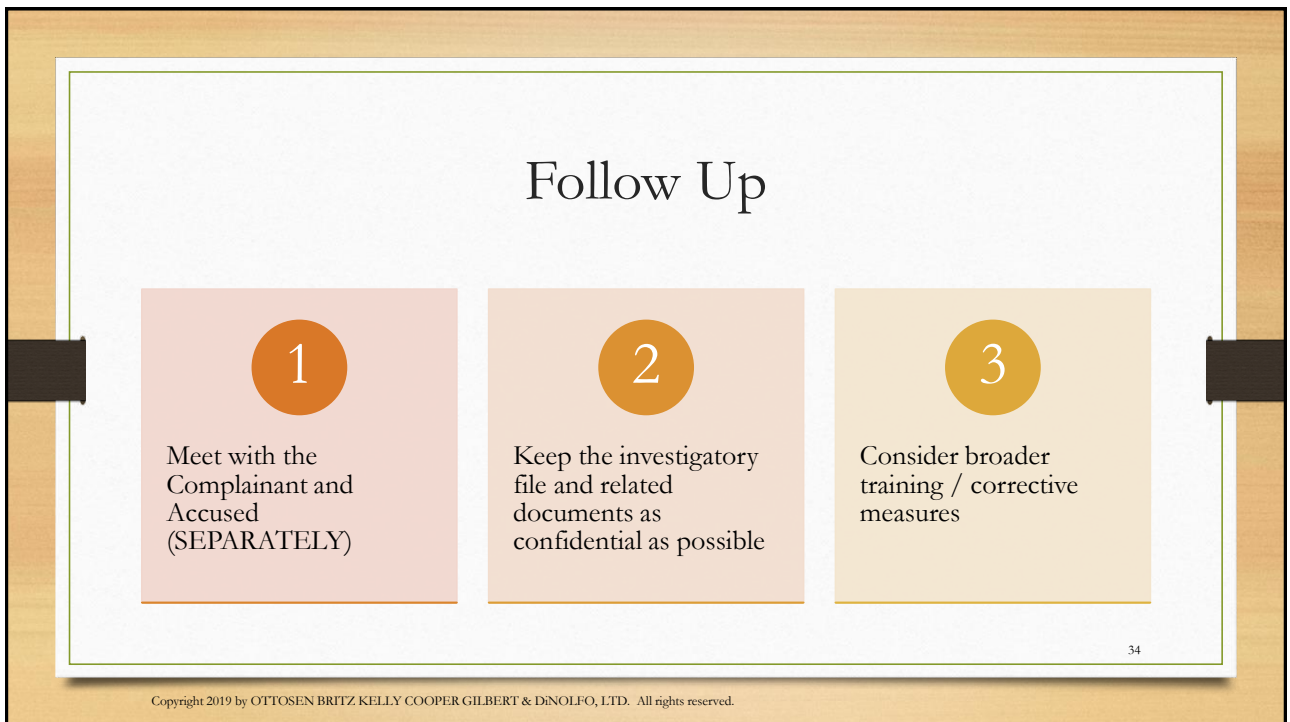 Follow Up
1
Meet with the
Complainant and
Accused
(SEPARATELY)
2
Keep the investigatory
file and related
documents as
confidential as possible
3
Consider broader
training / corrective
measures
34
Copyright 2019 by OTTOSEN BRITZ KELLY COOPER GILBERT & DiNOLFO, LTD. All rights reserved.